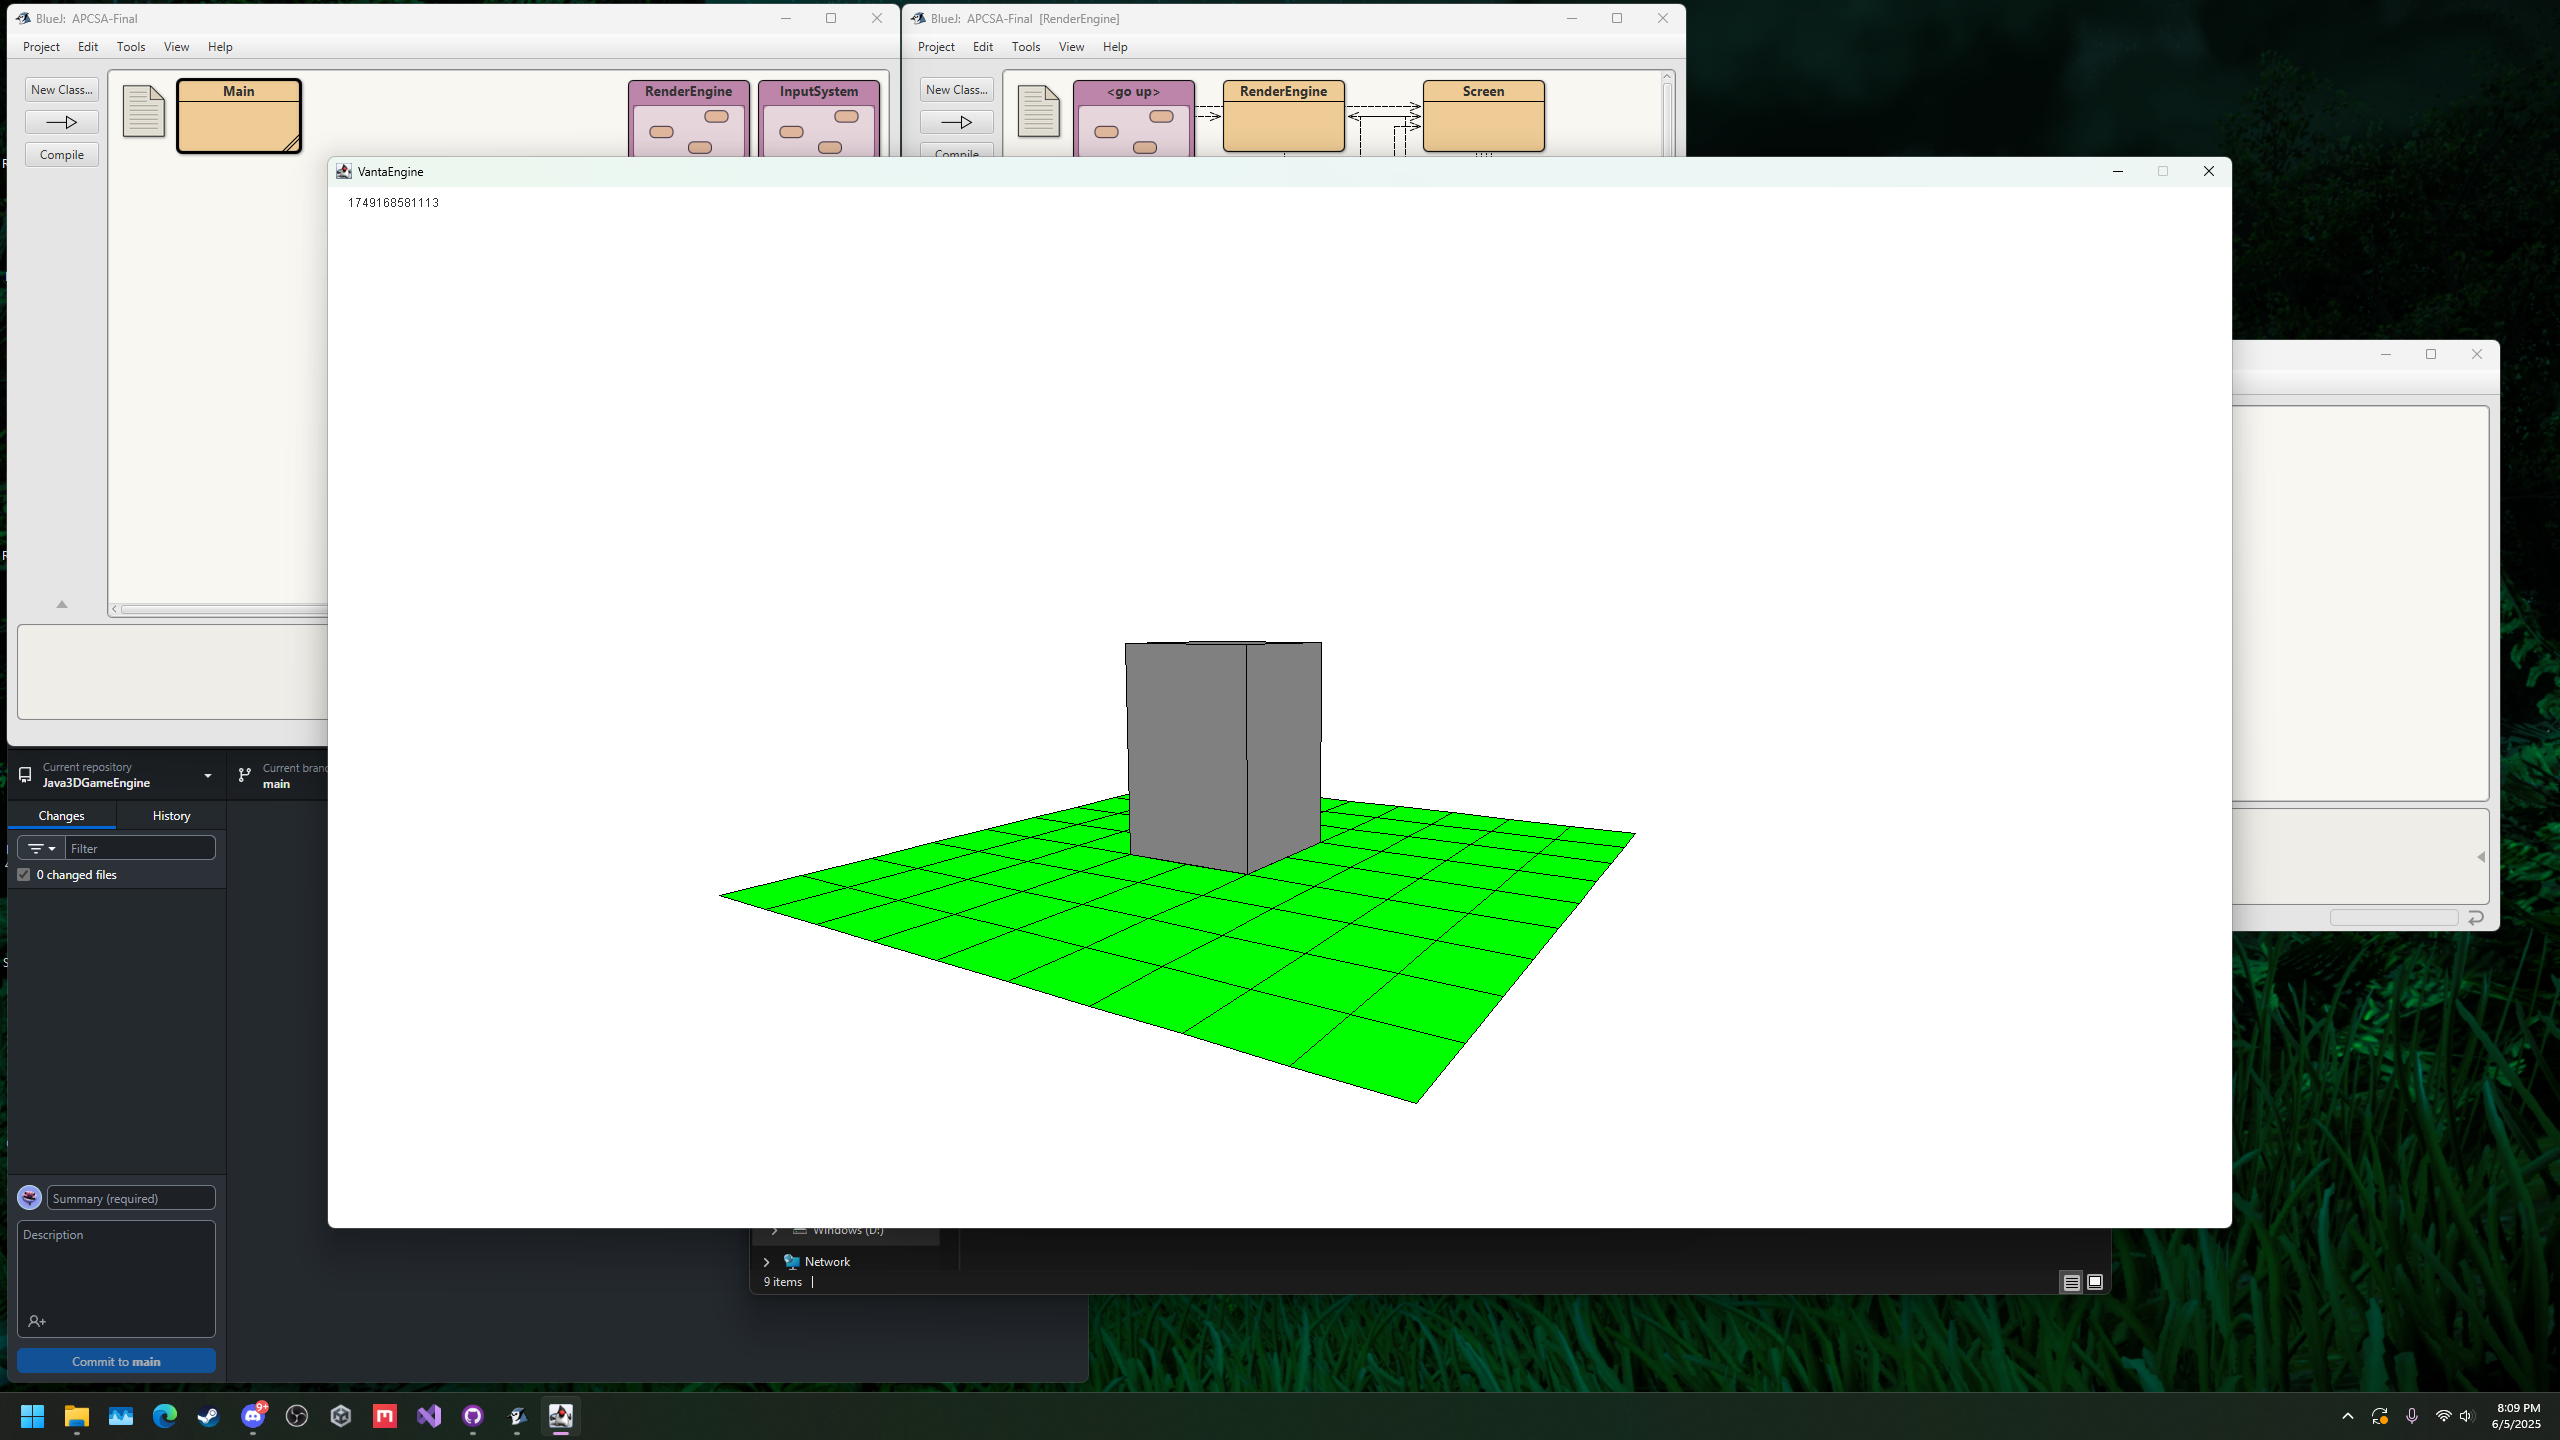 BlueJ: APCSA-Final
Project Edit Tools View Help
New Class...
Compile
Main
RenderEngine
InputSystem
BlueJ: APCSA-Final [RenderEngine]
Project Edit Tools View Help
New Class...
Compile
<go up>
RenderEngine
Screen
VantaEngine
1749168581113
Current repository
Java3DGameEngine
Current branc
main
Changes
History
Filter
0 changed files
Summary (required)
Description
Commit to main
Windows (D:)
Network
9 items
9+
8:09 PM
6/5/2025